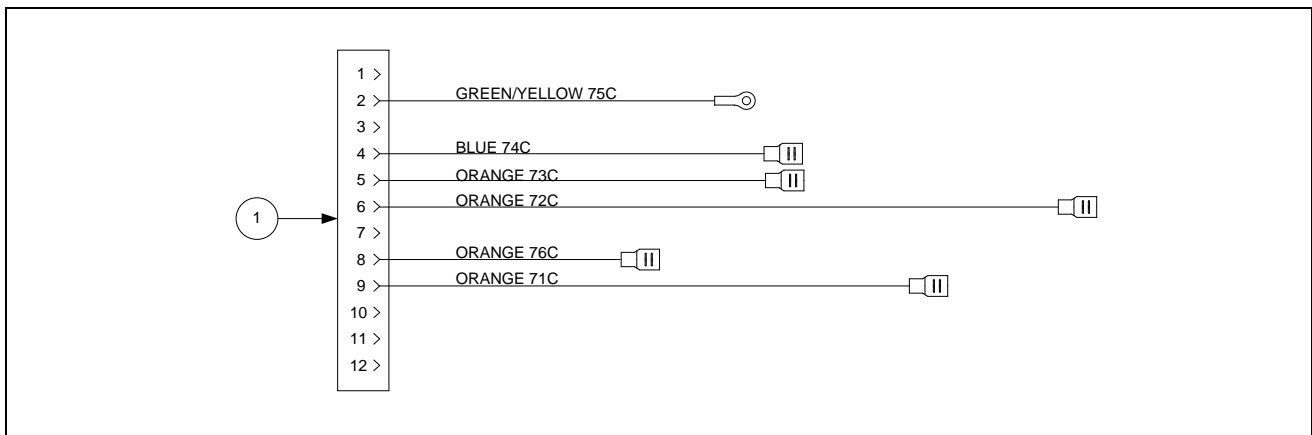 1
2 GREEN/YELLOW 75C
3
4 BLUE 74C
5 ORANGE 73C
6 ORANGE 72C
1
7
8 ORANGE 76C
9 ORANGE 71C
10
11
12